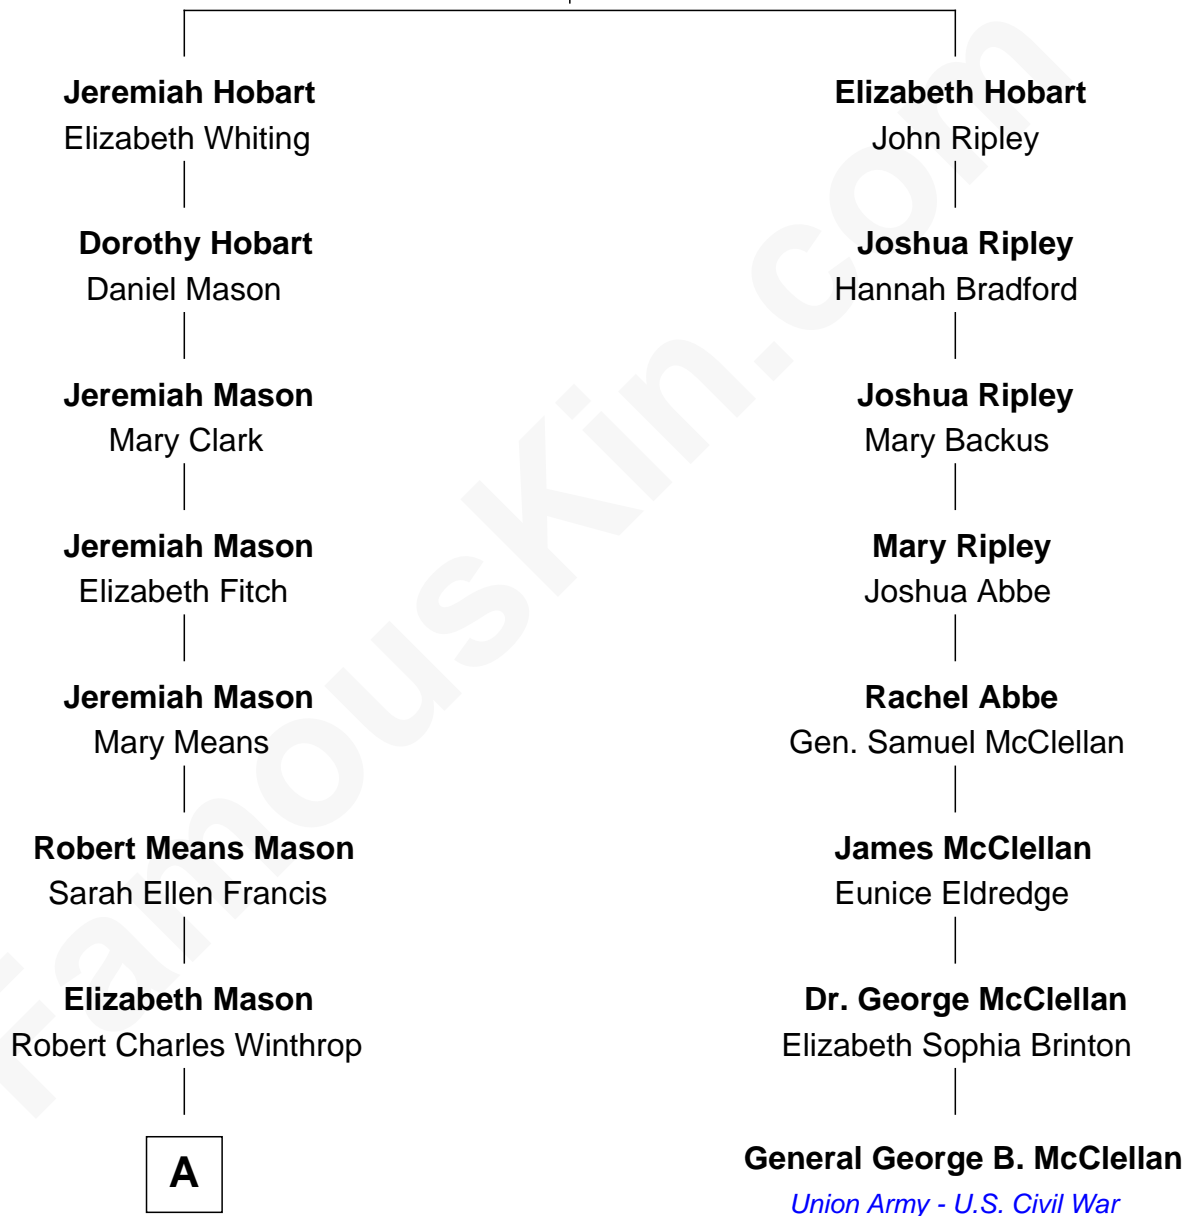 Jeremiah Hobart
Elizabeth Whiting
Dorothy Hobart
Daniel Mason
Jeremiah Mason
Mary Clark
Jeremiah Mason
Elizabeth Fitch
Jeremiah Mason
Mary Means
Robert Means Mason
Sarah Ellen Francis
Elizabeth Mason
Robert Charles Winthrop
A
Elizabeth Hobart
John Ripley
Joshua Ripley
Hannah Bradford
Joshua Ripley
Mary Backus
Mary Ripley
Joshua Abbe
Rachel Abbe
Gen. Samuel McClellan
James McClellan
Eunice Eldredge
Dr. George McClellan
Elizabeth Sophia Brinton
General George B. McClellan
Union Army - U.S. Civil War
FamousKin.com